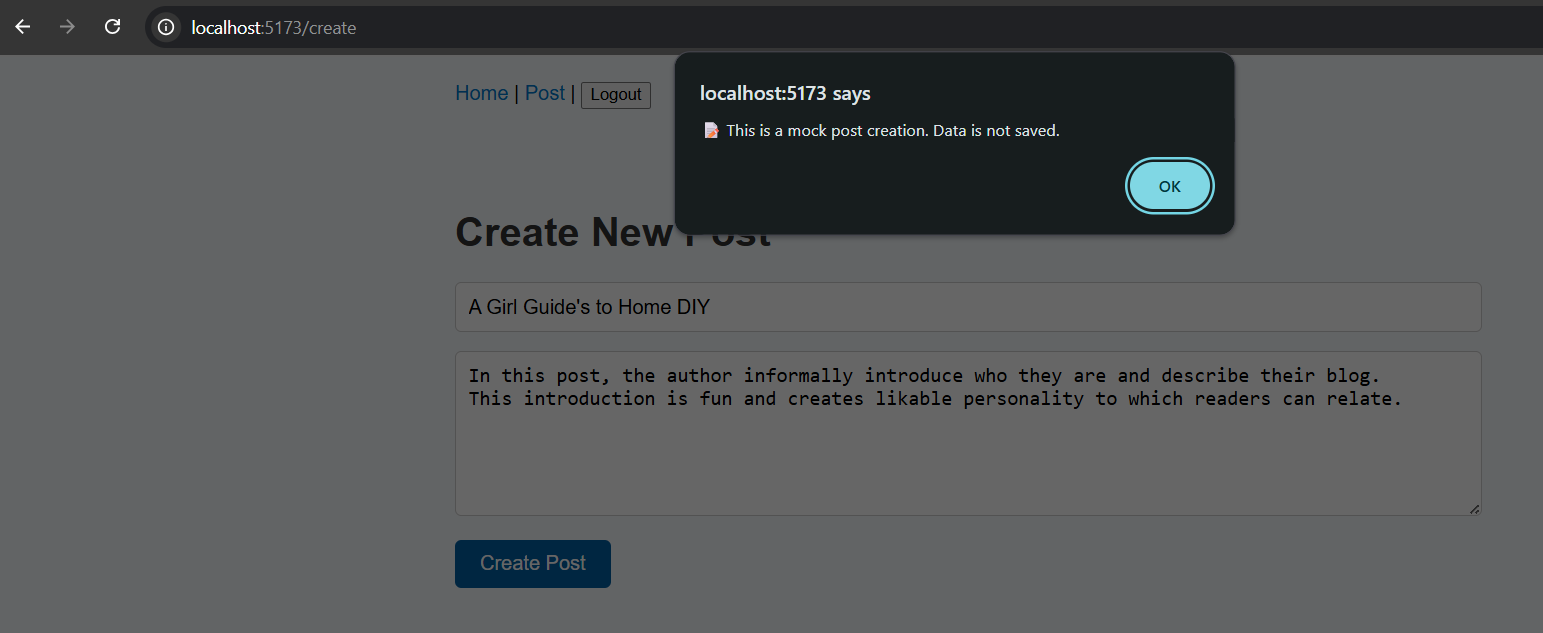 localhost:5173/create
Home | Post | Logout
localhost:5173 says
📝 This is a mock post creation. Data is not saved.
OK
Create New Post
A Girl Guide's to Home DIY
In this post, the author informally introduce who they are and describe their blog.
This introduction is fun and creates likable personality to which readers can relate.
Create Post